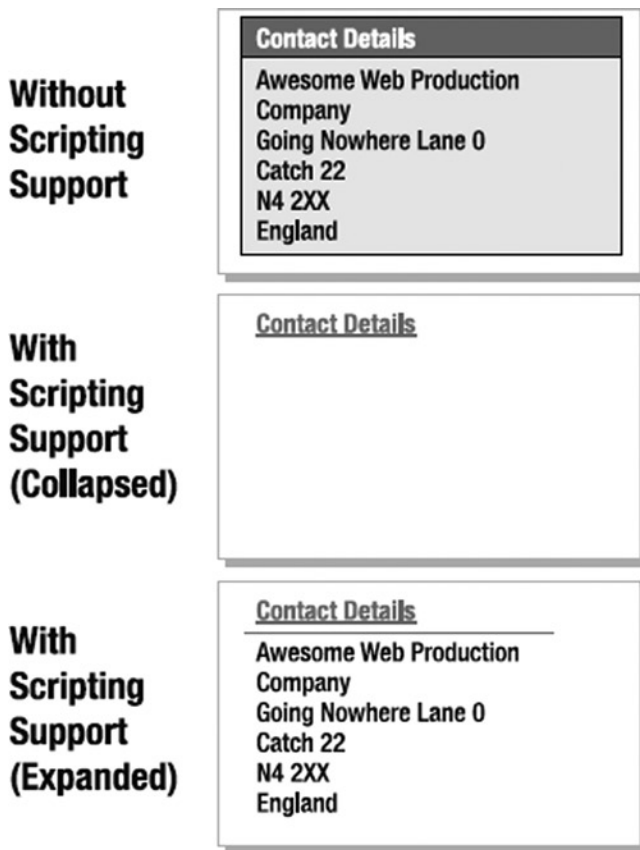 Without
Scripting
Support
Contact Details
Awesome Web Production
Company
Going Nowhere Lane 0
Catch 22
N4 2XX
England
With
Scripting
Support
(Collapsed)
Contact Details
With
Scripting
Support
(Expanded)
Contact Details
Awesome Web Production
Company
Going Nowhere Lane 0
Catch 22
N4 2XX
England